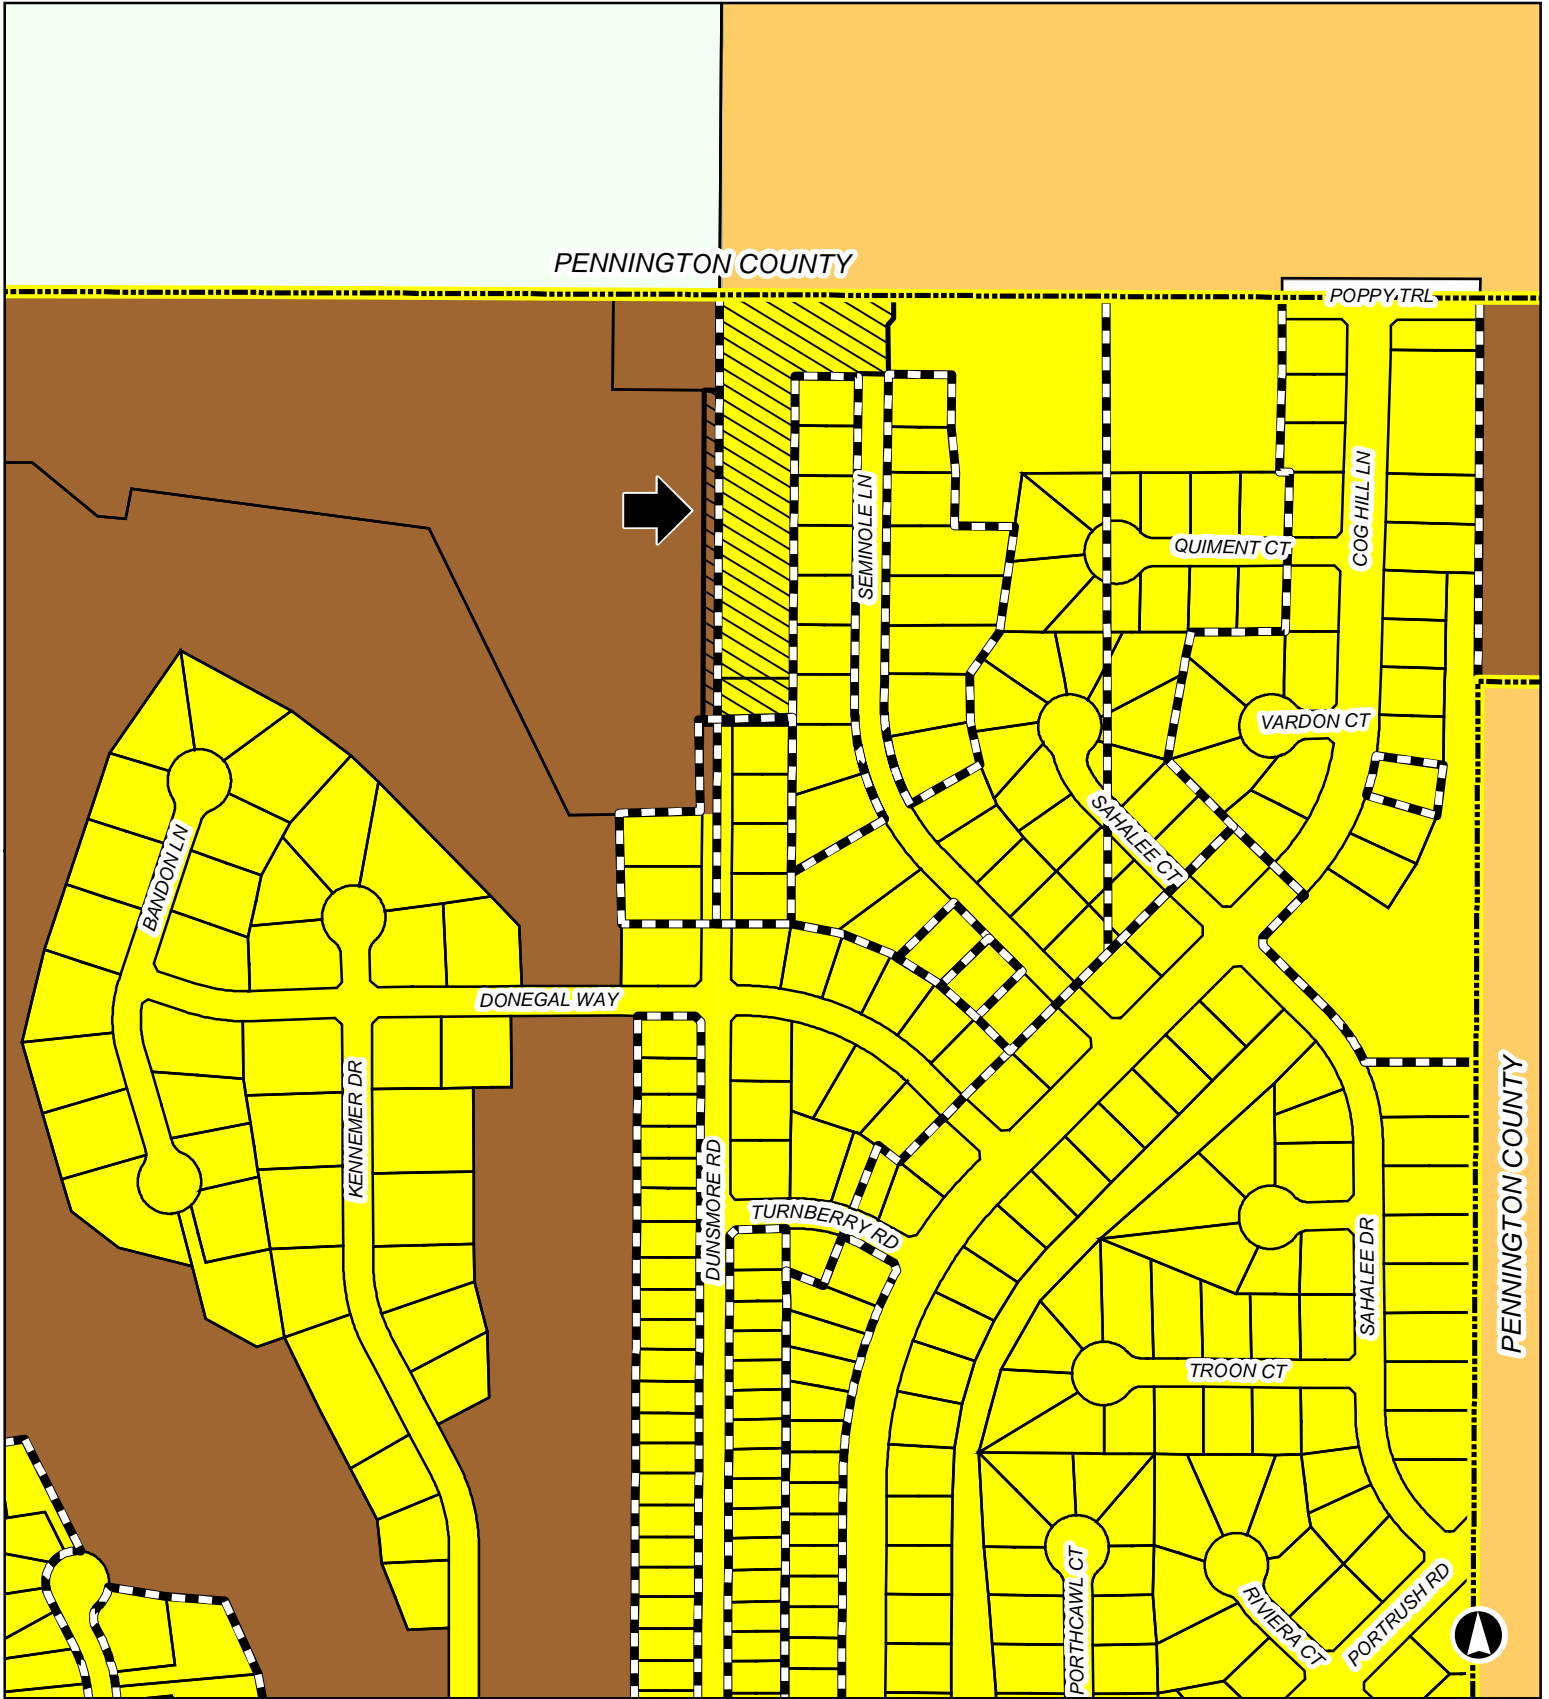 PENNINGTON COUNTY
POPPY TRL
SEMINOLE LN
COG HILL LN
QUIMENT CT
VARDON CT
SAHALEE CT
BANDON LN
DONEGAL WAY
KENNEMER DR
DUNSMORE RD
TURNBERRY RD
PENNINGTON COUNTY
SAHALEE DR
TROON CT
PORTHCAWL CT
RIVIERA CT
PORTRUSH RD